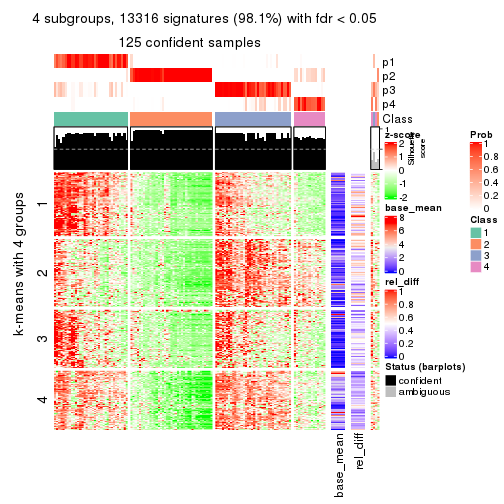 4 subgroups, 13316 signatures (98.1%) with fdr < 0.05
125 confident samples
p1
p2
p3
p4
Class
1
Silhouette
score
k-means with 4 groups
1
2
3
4
base_mean
rel_diff
z-score
2
0
-2
base_mean
8
6
4
2
0
rel_diff
1
0.8
0.6
0.4
0.2
0
Status (barplots)
confident
ambiguous
Prob
1
0.8
0.6
0.4
0.2
0
Class
1
2
3
4